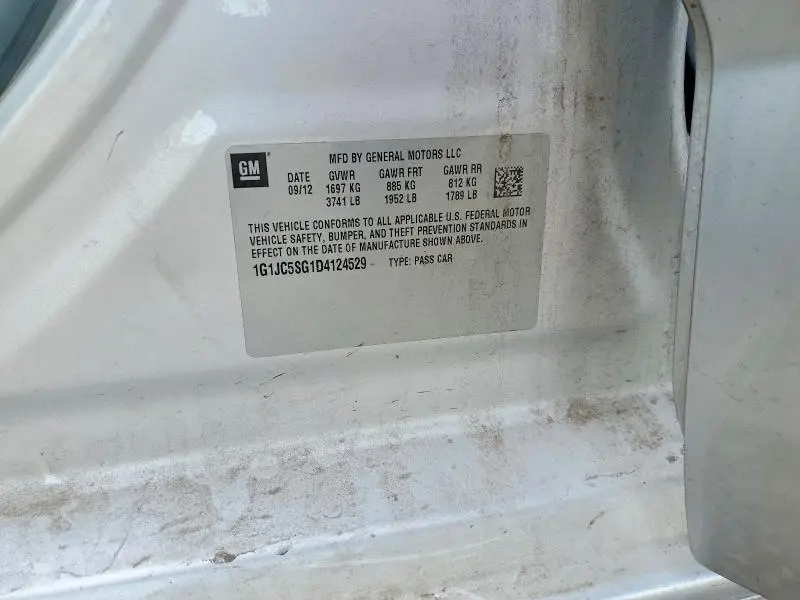 GM
MFD BY GENERAL MOTORS LLC
DATE GVWR GAWR FRT GAWR RR
09/12 1697 KG 885 KG 812 KG
3741 LB 1952 LB 1789 LB
THIS VEHICLE CONFORMS TO ALL APPLICABLE U.S. FEDERAL MOTOR
VEHICLE SAFETY, BUMPER, AND THEFT PREVENTION STANDARDS IN
EFFECT ON THE DATE OF MANUFACTURE SHOWN ABOVE.
1G1JC5SG1D4124529 TYPE: PASS CAR